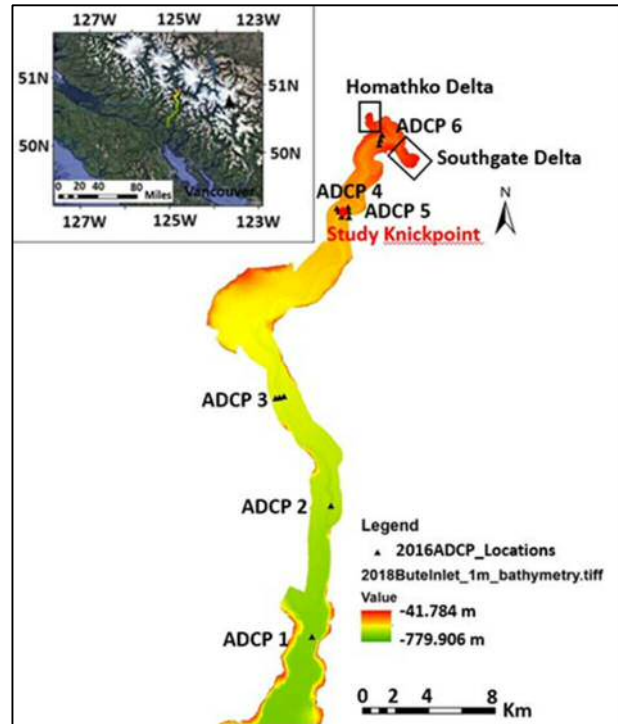 127W 125W 123W
51N 51N
50N 50N
0 20 40 80
Miles
Vancouver
127W 125W 123W
Homathko Delta
ADCP 6
Southgate Delta
ADCP 4
ADCP 5
N
Study Knickpoint
ADCP 3
ADCP 2
ADCP 1
Legend
2016ADCP_Locations
2018ButeInlet_1m_bathymetry.tiff
Value
-41.784 m
-779.906 m
0 2 4 8
Km